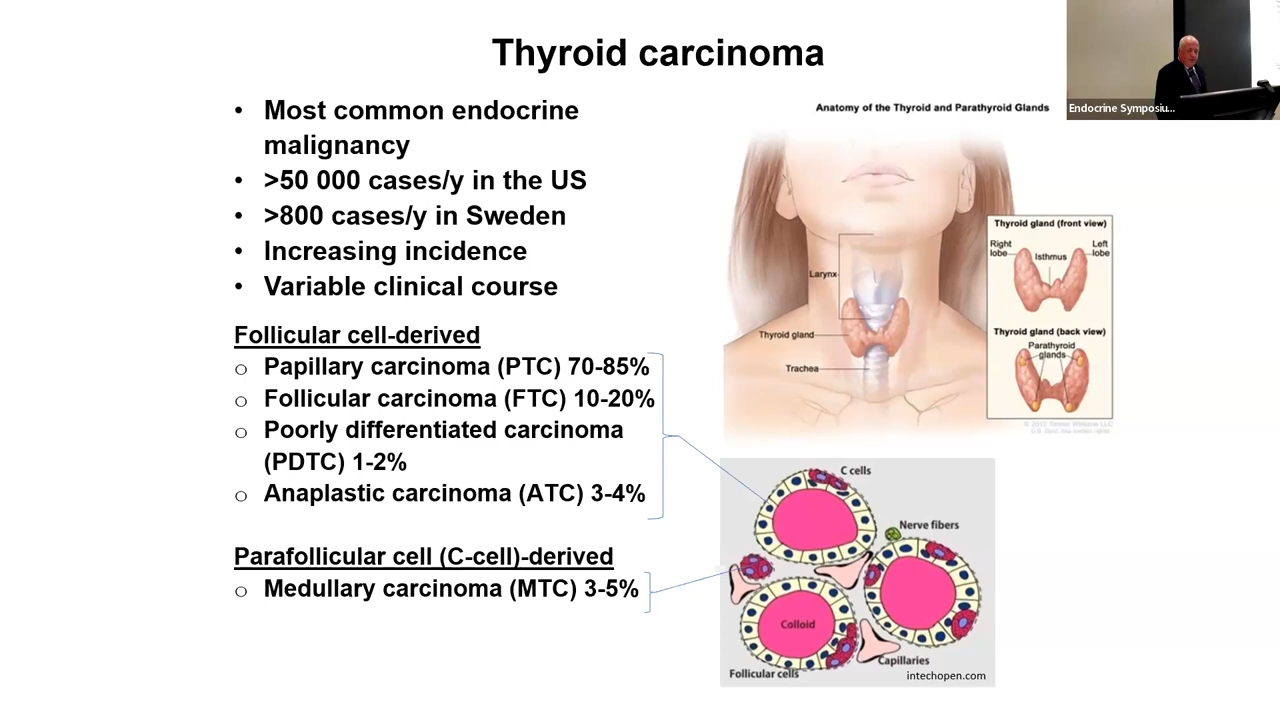 Thyroid carcinoma
• Most common endocrine
malignancy
• >50 000 cases/y in the US
• >800 cases/y in Sweden
• Increasing incidence
• Variable clinical course
Follicular cell-derived
o Papillary carcinoma (PTC) 70-85%
o Follicular carcinoma (FTC) 10-20%
o Poorly differentiated carcinoma
(PDTC) 1-2%
o Anaplastic carcinoma (ATC) 3-4%
Parafollicular cell (C-cell)-derived
o Medullary carcinoma (MTC) 3-5%
Endocrine Symposiu...
Anatomy of the Thyroid and Parathyroid Glands
Larynx
Thyroid gland
Trachea
Thyroid gland (front view)
Right
lobe
Isthmus
Left
lobe
Thyroid gland (back view)
Parathyroid
glands
C cells
Nerve fibers
Colloid
Capillaries
Follicular cells
intechopen.com